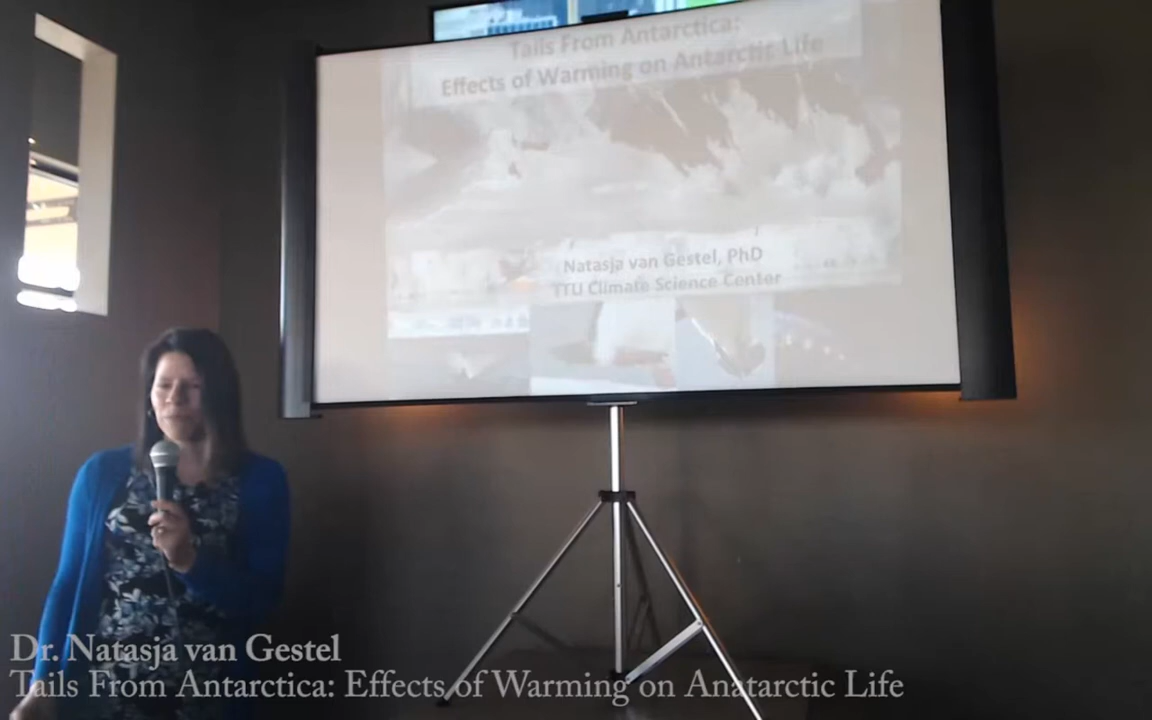 Tails From Antarctica:
Effects of Warming on Antarctic Life
Natasja van Gestel, PhD
TTU Climate Science Center
Dr. Natasja van Gestel
Tails From Antarctica: Effects of Warming on Anatarctic Life